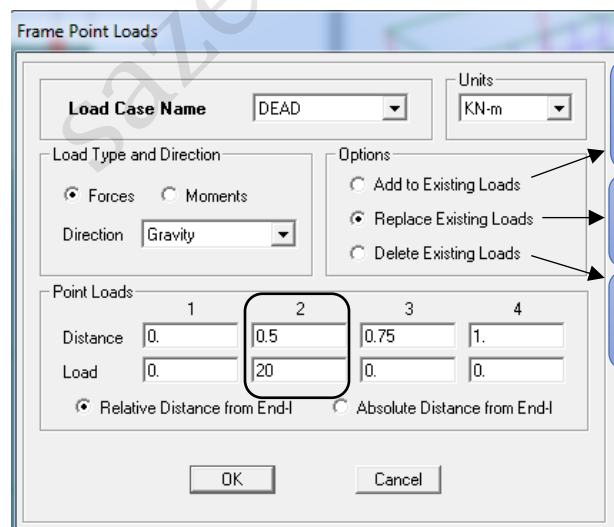 Frame Point Loads
Units
Load Case Name DEAD KN-m
Load Type and Direction Options
Forces Moments Add to Existing Loads
Direction Gravity Replace Existing Loads
Delete Existing Loads
Point Loads
1 2 3 4
Distance 0. 0.5 0.75 1.
Load 0. 20 0. 0.
Relative Distance from End-I Absolute Distance from End-I
OK Cancel
saze